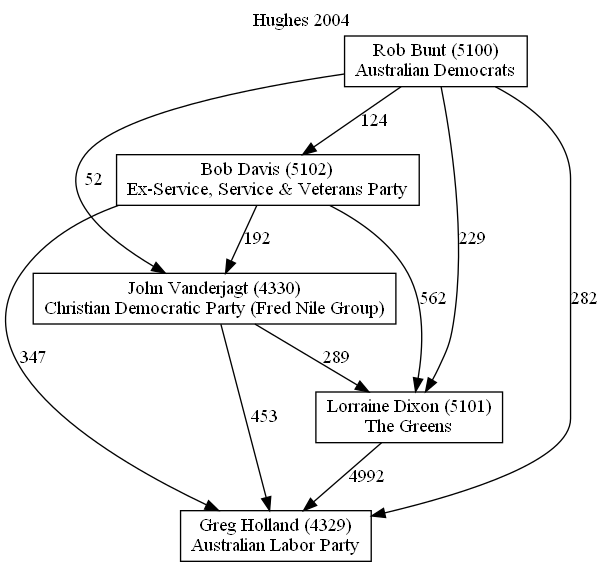 Hughes 2004
Rob Bunt (5100)
Australian Democrats
124
Bob Davis (5102)
Ex-Service, Service & Veterans Party
52
192
229
John Vanderjagt (4330)
Christian Democratic Party (Fred Nile Group)
562
282
347
289
Lorraine Dixon (5101)
The Greens
453
4992
Greg Holland (4329)
Australian Labor Party